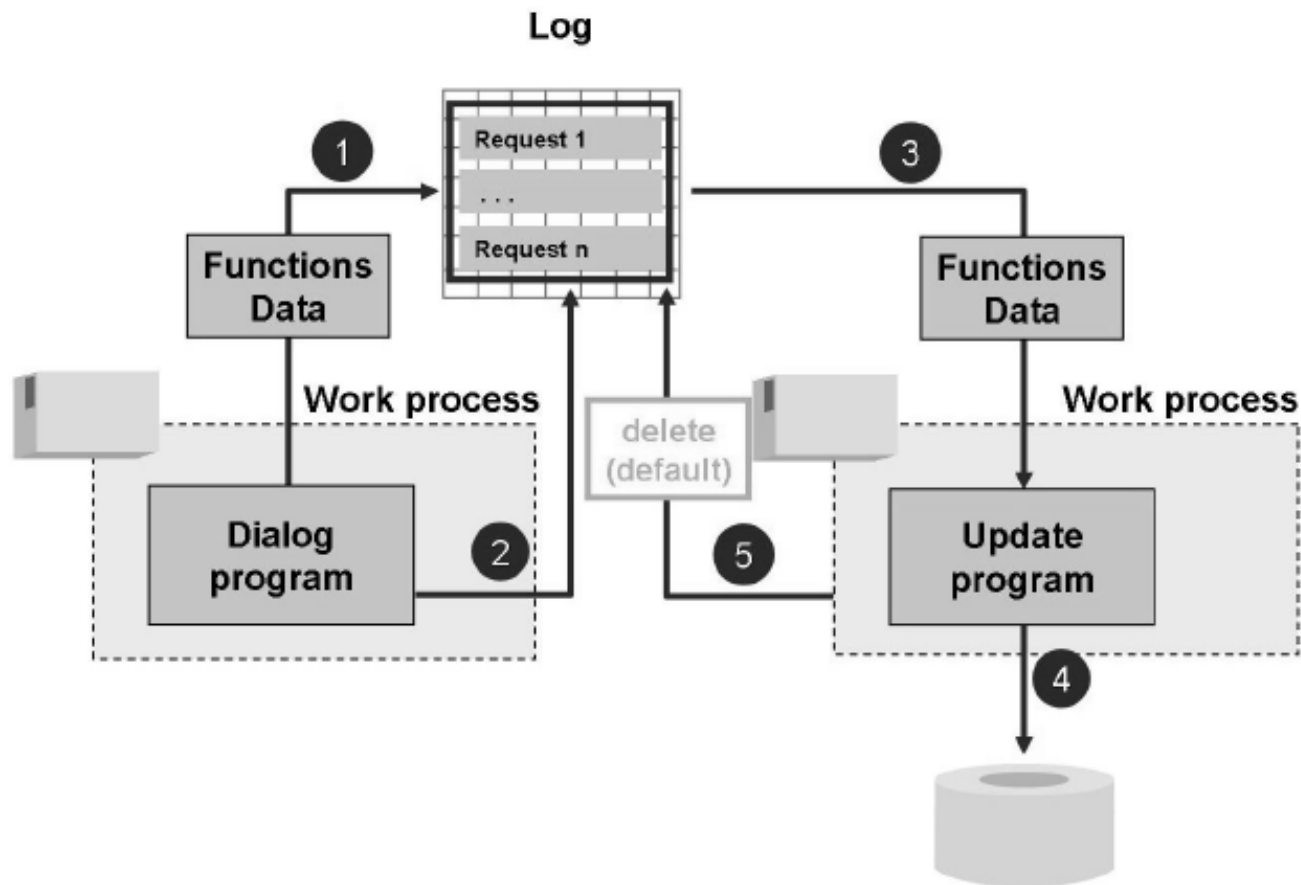 Log
1
Request 1
. . .
Request n
3
Functions
Data
Functions
Data
Work process
delete
(default)
Work process
Dialog
program
2
5
Update
program
4